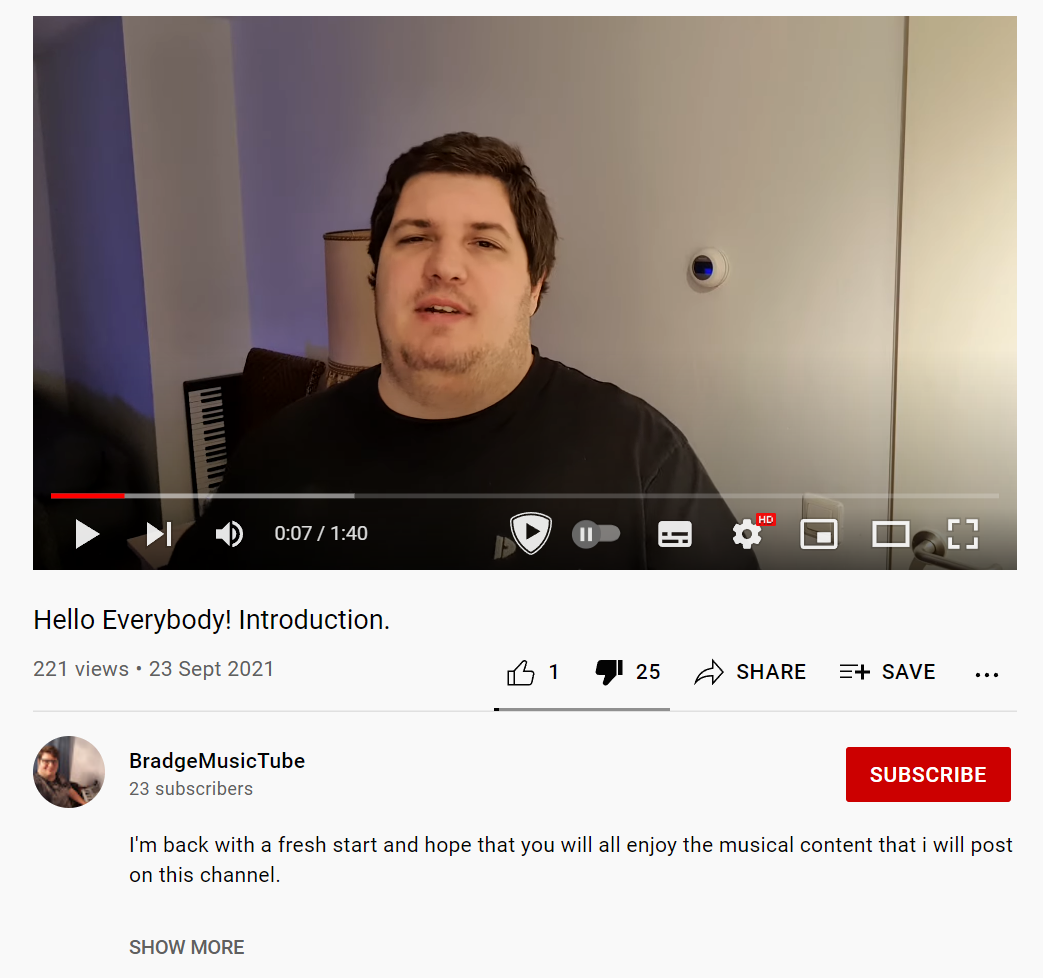 0:07 / 1:40
HD
Hello Everybody! Introduction.
221 views • 23 Sept 2021
1
25
SHARE
SAVE
BradgeMusicTube
23 subscribers
SUBSCRIBE
I'm back with a fresh start and hope that you will all enjoy the musical content that i will post
on this channel.
SHOW MORE